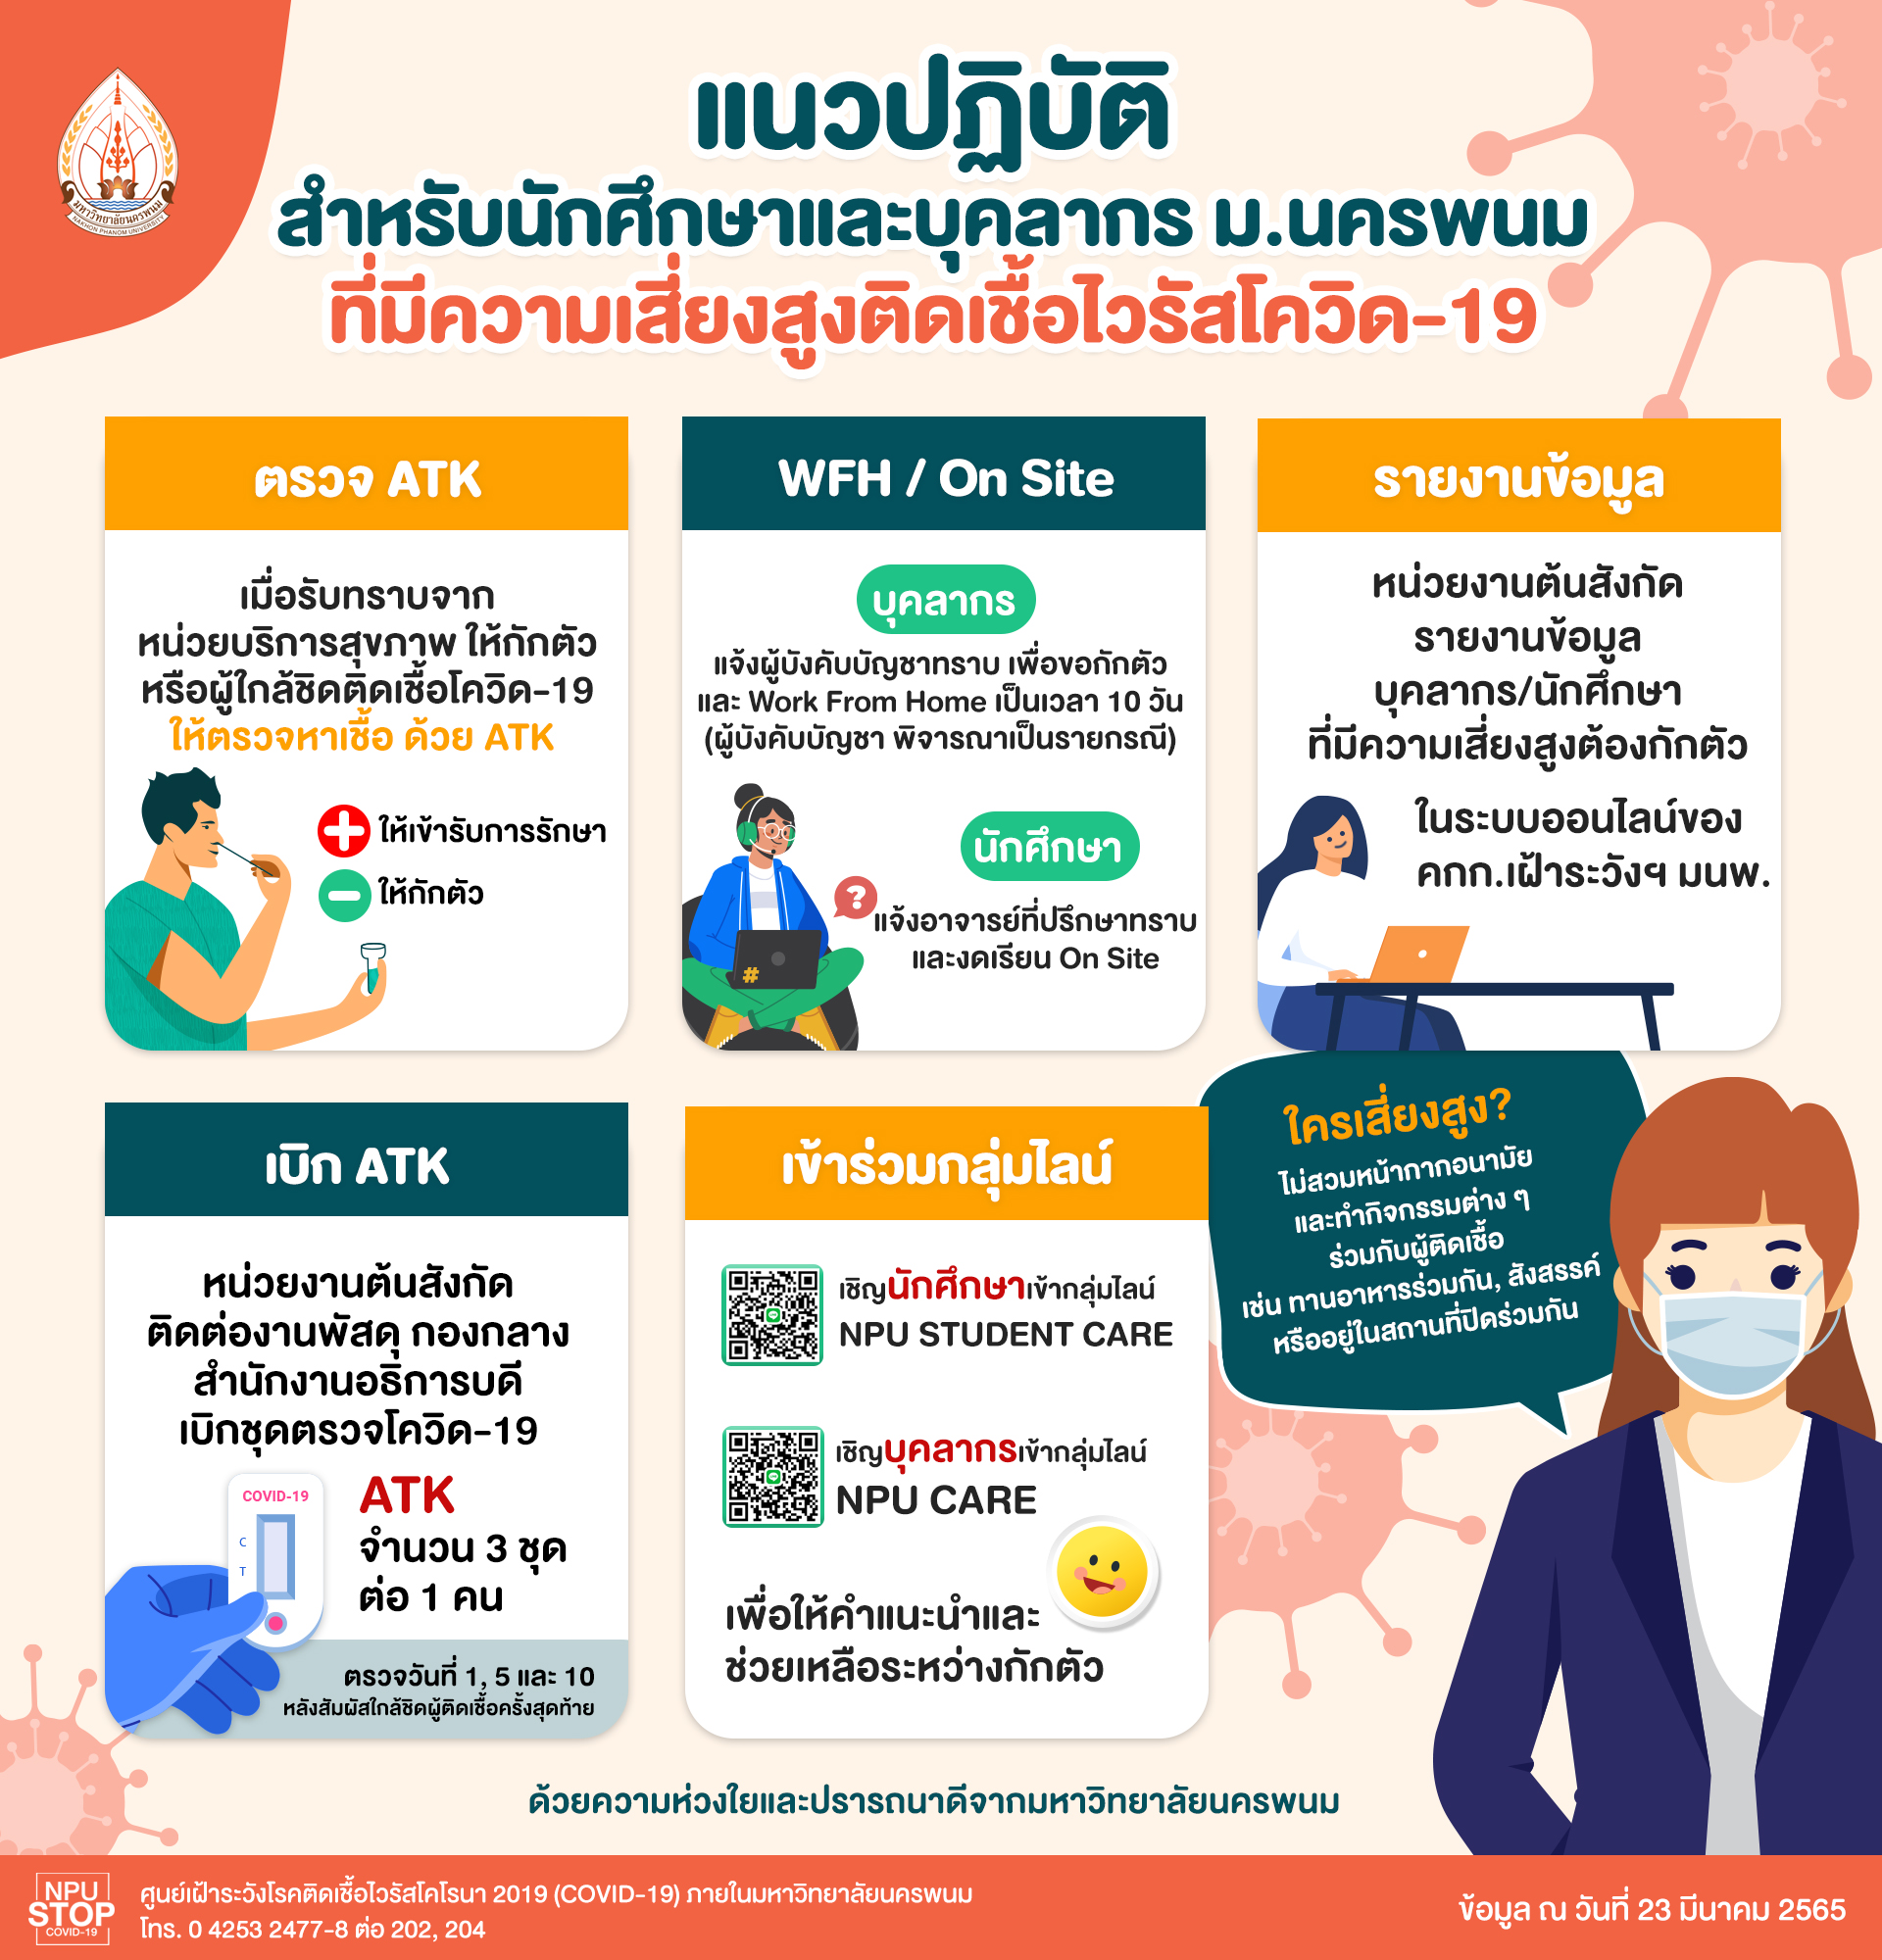 มหาวิทยาลัยนครพนม
NAKHON PHANOM UNIVERSITY
แนวปฏิบัติ
สำหรับนักศึกษาและบุคลากร ม.นครพนม
ที่มีความเสี่ยงสูงติดเชื้อไวรัสโควิด-19
ตรวจ ATK
เมื่อรับทราบจาก
หน่วยบริการสุขภาพ ให้กักตัว
หรือผู้ใกล้ชิดติดเชื้อโควิด-19
ให้ตรวจหาเชื้อ ด้วย ATK
ให้เข้ารับการรักษา
ให้กักตัว
WFH / On Site
บุคลากร
แจ้งผู้บังคับบัญชาทราบ เพื่อขอกักตัว
และ Work From Home เป็นเวลา 10 วัน
(ผู้บังคับบัญชา พิจารณาเป็นรายกรณี)
นักศึกษา
?
แจ้งอาจารย์ที่ปรึกษาทราบ
และงดเรียน On Site
#
รายงานข้อมูล
หน่วยงานต้นสังกัด
รายงานข้อมูล
บุคลากร/นักศึกษา
ที่มีความเสี่ยงสูงต้องกักตัว
ในระบบออนไลน์ของ
คกก.เฝ้าระวังฯ มนพ.
เบิก ATK
หน่วยงานต้นสังกัด
ติดต่องานพัสดุ กองกลาง
สำนักงานอธิการบดี
เบิกชุดตรวจโควิด-19
COVID-19
C
T
ATK
จำนวน 3 ชุด
ต่อ 1 คน
ตรวจวันที่ 1, 5 และ 10
หลังสัมผัสใกล้ชิดผู้ติดเชื้อครั้งสุดท้าย
เข้าร่วมกลุ่มไลน์
เชิญนักศึกษาเข้ากลุ่มไลน์
NPU STUDENT CARE
เชิญบุคลากรเข้ากลุ่มไลน์
NPU CARE
เพื่อให้คำแนะนำและ
ช่วยเหลือระหว่างกักตัว
ใครเสี่ยงสูง?
ไม่สวมหน้ากากอนามัย
และทำกิจกรรมต่าง ๆ
ร่วมกับผู้ติดเชื้อ
เช่น ทานอาหารร่วมกัน, สังสรรค์
หรืออยู่ในสถานที่ปิดร่วมกัน
ด้วยความห่วงใยและปรารถนาดีจากมหาวิทยาลัยนครพนม
NPU
STOP
COVID-19
ศูนย์เฝ้าระวังโรคติดเชื้อไวรัสโคโรนา 2019 (COVID-19) ภายในมหาวิทยาลัยนครพนม
โทร. 0 4253 2477-8 ต่อ 202, 204
ข้อมูล ณ วันที่ 23 มีนาคม 2565